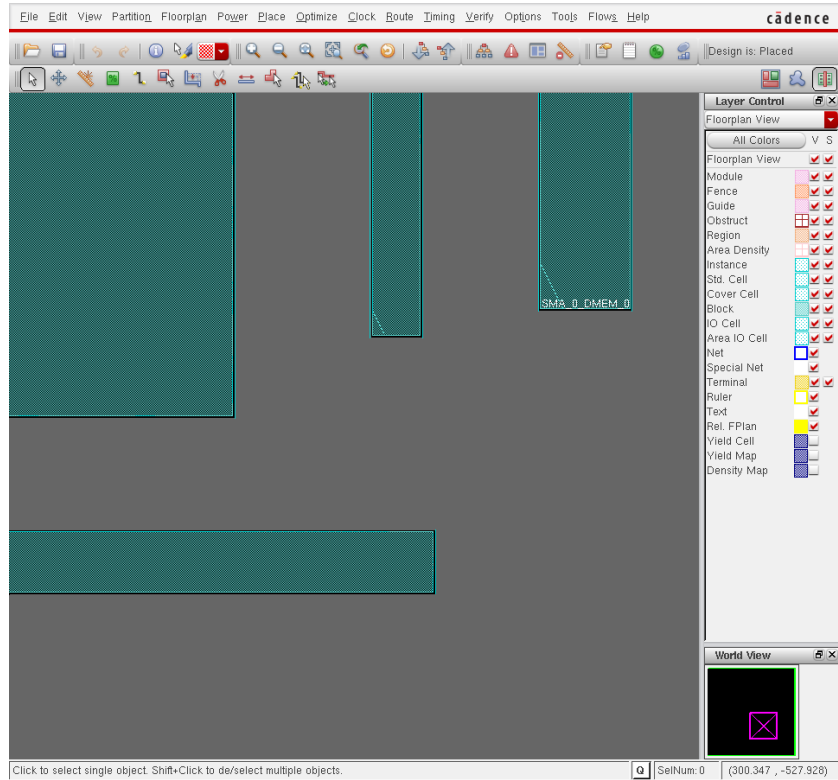 File Edit View Partition Floorplan Power Place Optimize Clock Route Timing Verify Options Tools Flows Help cādence
Design is: Placed
Layer Control
Floorplan View
All Colors V S
Floorplan View
Module
Fence
Guide
Obstruct
Region
Area Density
Instance
Std. Cell
Cover Cell
Block
IO Cell
Area IO Cell
Net
Special Net
Terminal
Ruler
Text
Rel. FPlan
Yield Cell
Yield Map
Density Map
SMA_0_DMEM_0
World View
Click to select single object. Shift+Click to de/select multiple objects. Q SelNum: 0 (300.347 , -527.928)